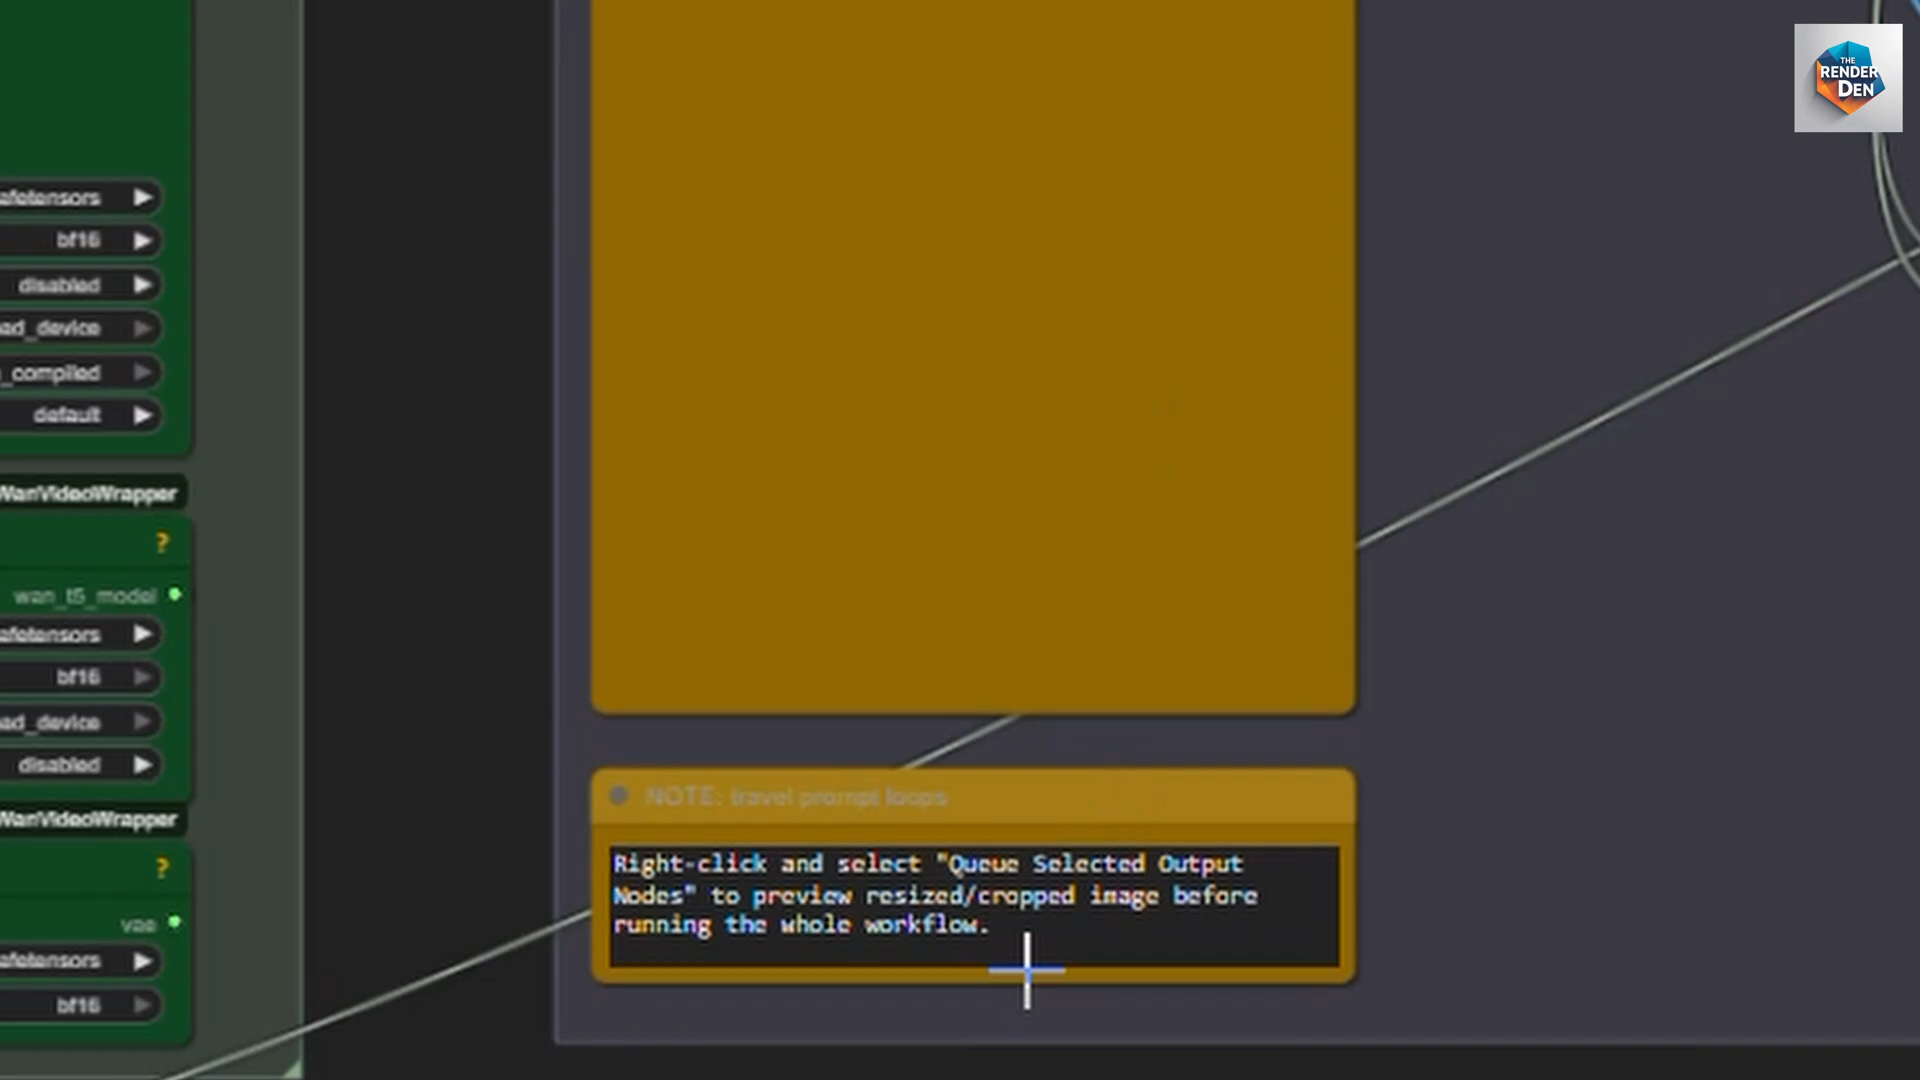 THE
RENDER
DEN
afetensors
bf16
disabled
ad_device
_compiled
default
WanVideoWrapper
?
wan_t5_model
afetensors
bf16
ad_device
disabled
WanVideoWrapper
?
vae
afetensors
bf16
NOTE: travel prompt loops
Right-click and select "Queue Selected Output
Nodes" to preview resized/cropped image before
running the whole workflow.